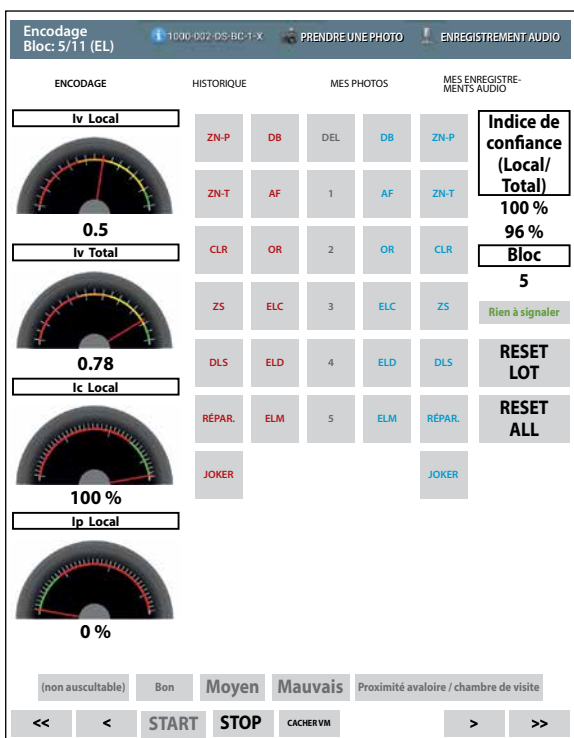 Encodage
Bloc: 5/11 (EL)
1000-002-DS-BC-1-X
PRENDRE UNE PHOTO
ENREGISTREMENT AUDIO
ENCODAGE
HISTORIQUE
MES PHOTOS
MES ENREGISTRE-
MENTS AUDIO
Iv Local
0.5
Iv Total
0.78
Ic Local
100 %
Ip Local
0 %
ZN-P DB DEL DB ZN-P
ZN-T AF 1 AF ZN-T
CLR OR 2 OR CLR
ZS ELC 3 ELC ZS
DLS ELD 4 ELD DLS
RÉPAR. ELM 5 ELM RÉPAR.
JOKER JOKER
Indice de
confiance
(Local/
Total)
100 %
96 %
Bloc
5
Rien à signaler
RESET
LOT
RESET
ALL
(non auscultable) Bon Moyen Mauvais Proximité avaloire / chambre de visite
<< < START STOP CACHER VM > >>